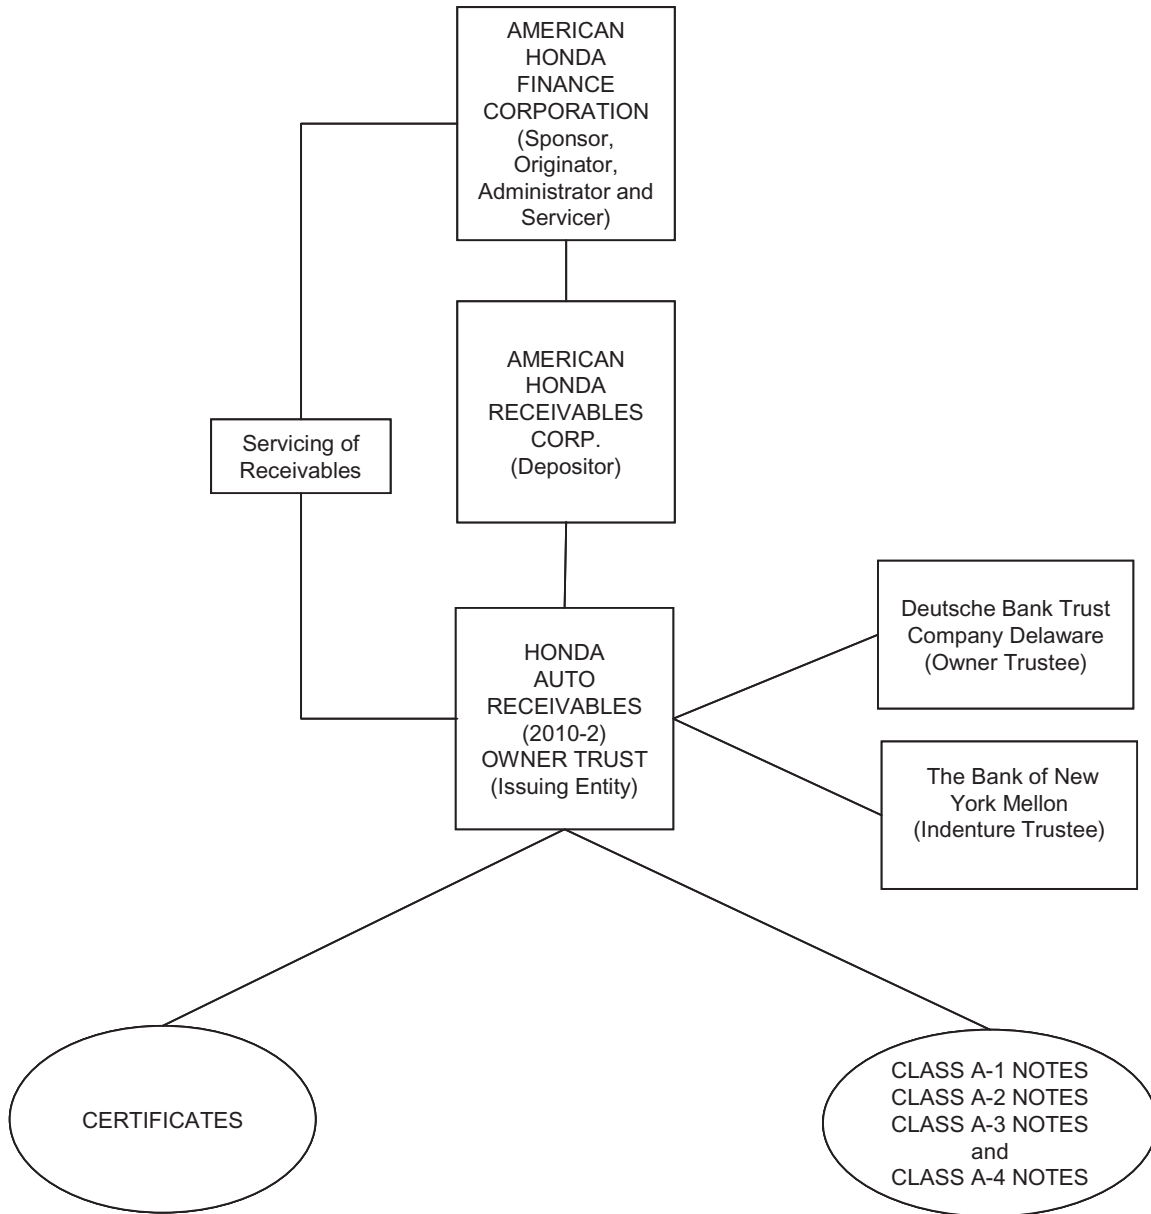 AMERICAN
HONDA
FINANCE
CORPORATION
(Sponsor,
Originator,
Administrator and
Servicer)
AMERICAN
HONDA
RECEIVABLES
CORP.
(Depositor)
Servicing of
Receivables
HONDA
AUTO
RECEIVABLES
(2010-2)
OWNER TRUST
(Issuing Entity)
Deutsche Bank Trust
Company Delaware
(Owner Trustee)
The Bank of New
York Mellon
(Indenture Trustee)
CERTIFICATES
CLASS A-1 NOTES
CLASS A-2 NOTES
CLASS A-3 NOTES
and
CLASS A-4 NOTES